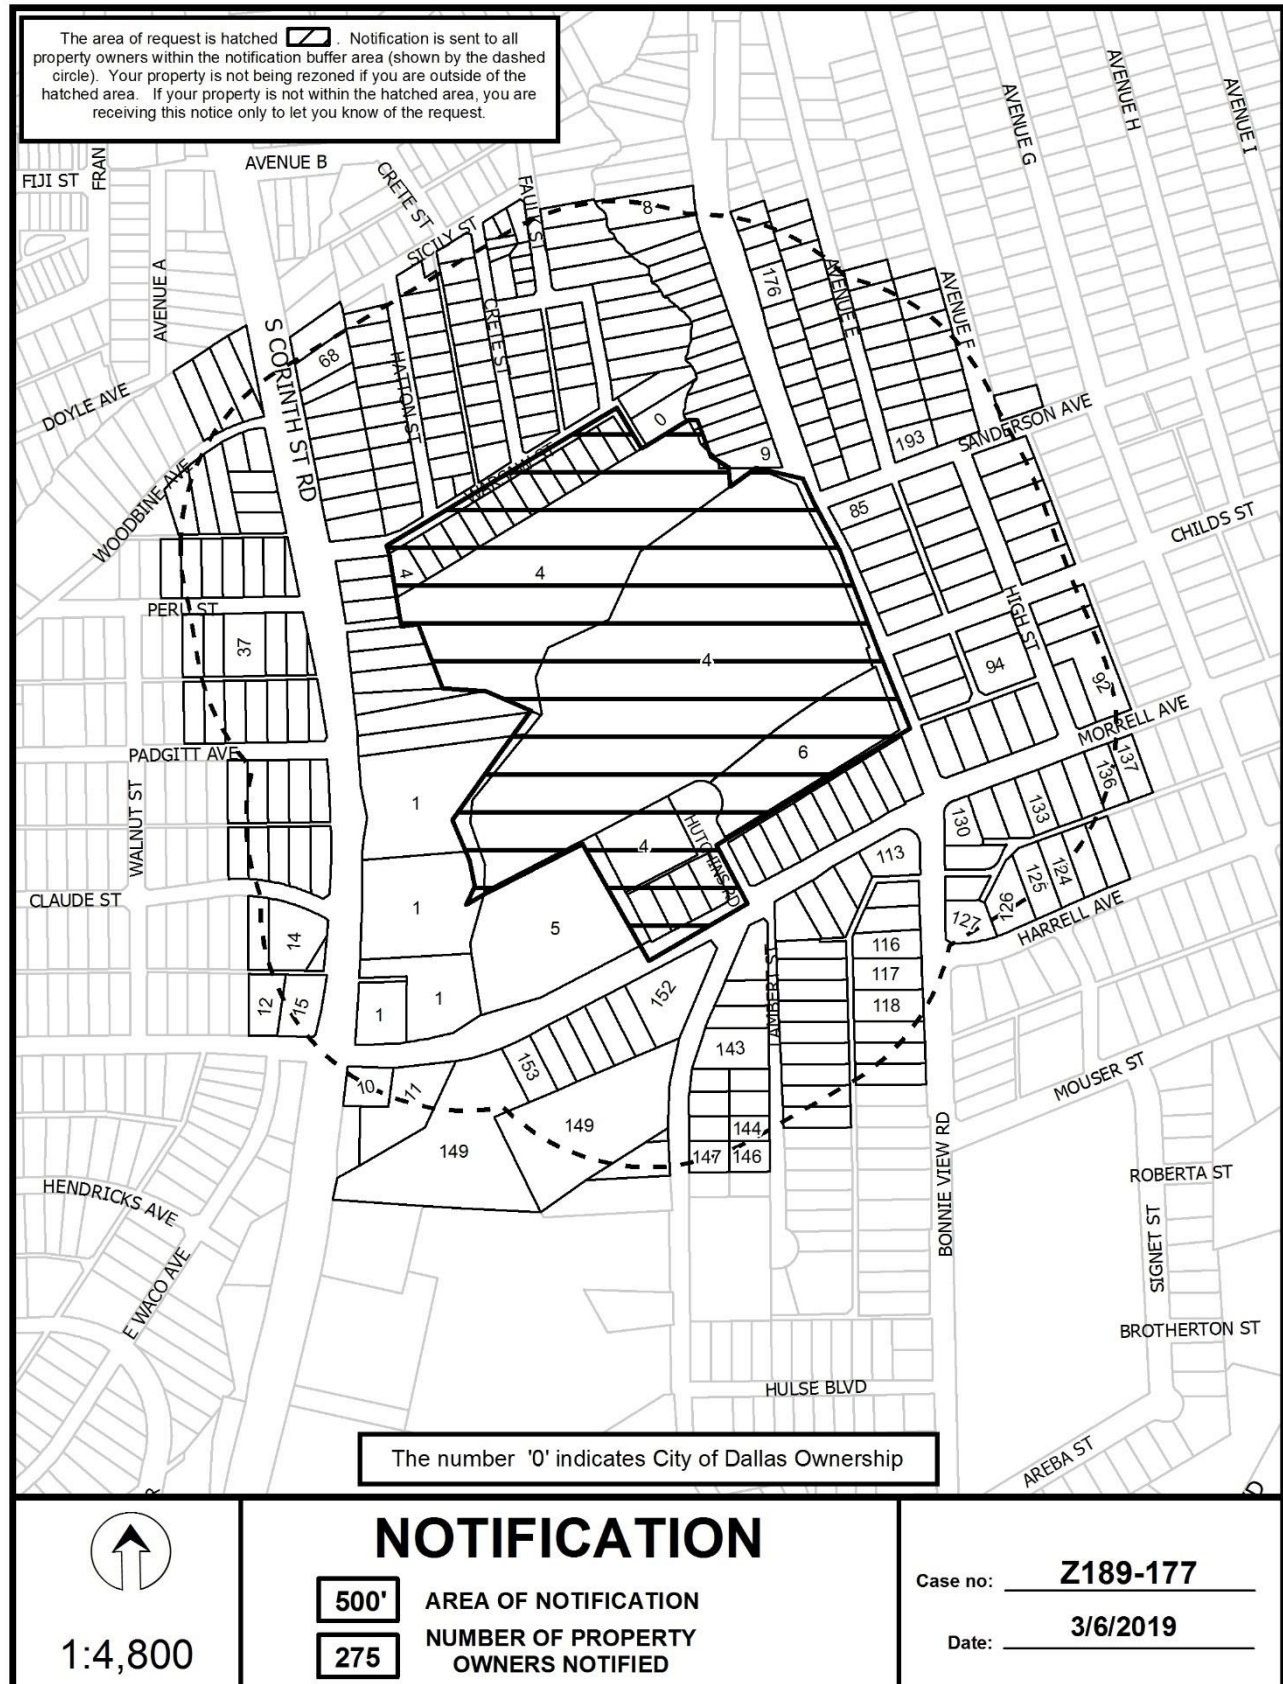 The area of request is hatched . Notification is sent to all
property owners within the notification buffer area (shown by the dashed
circle). Your property is not being rezoned if you are outside of the
hatched area. If your property is not within the hatched area, you are
receiving this notice only to let you know of the request.
AVENUE G
AVENUE H
AVENUE I
FIJI ST
FRAN
AVENUE B
CRETE ST
SICILY ST
FAULK S
8
AVENUE A
176
AVENUE E
AVENUE F
S CORINTH ST RD
68
HATTON ST
CRETE ST
DOYLE AVE
0
193
SANDERSON AVE
9
WOODBINE AVE
85
CHILDS ST
4
4
PERU ST
HIGH ST
37
4
94
92
MORRELL AVE
PADGITT AVE
6
136
137
WALNUT ST
1
133
130
HUTCHINS RD
4
113
CLAUDE ST
125
124
126
127
HARRELL AVE
1
5
14
116
117
118
AMBERT ST
152
12
15
1
1
143
153
MOUSER ST
10
11
149
149
144
147
146
BONNIE VIEW RD
ROBERTA ST
HENDRICKS AVE
SIGNET ST
E WACO AVE
BROTHERTON ST
HULSE BLVD
AREBA ST
R
D
The number '0' indicates City of Dallas Ownership
1:4,800
NOTIFICATION
500'
AREA OF NOTIFICATION
275
NUMBER OF PROPERTY
OWNERS NOTIFIED
Case no: Z189-177
Date: 3/6/2019